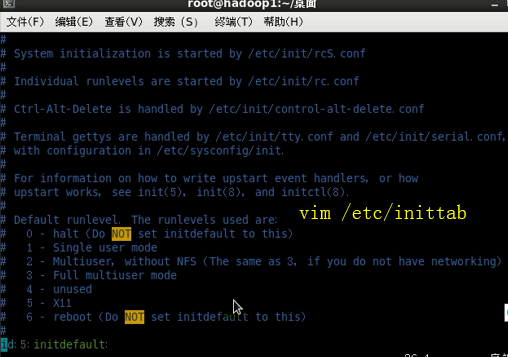 root@hadoop1:~/桌面
文件(F) 编辑(E) 查看(V) 搜索 (S) 终端(T) 帮助(H)
#
# System initialization is started by /etc/init/rcS.conf
#
# Individual runlevels are started by /etc/init/rc.conf
#
# Ctrl-Alt-Delete is handled by /etc/init/control-alt-delete.conf
#
# Terminal gettys are handled by /etc/init/tty.conf and /etc/init/serial.conf,
# with configuration in /etc/sysconfig/init.
#
# For information on how to write upstart event handlers, or how
# upstart works, see init(5), init(8), and initctl(8).
#
# Default runlevel. The runlevels used are:
vim /etc/inittab
#   0 - halt (Do NOT set initdefault to this)
#   1 - Single user mode
#   2 - Multiuser, without NFS (The same as 3, if you do not have networking)
#   3 - Full multiuser mode
#   4 - unused
#   5 - X11
#   6 - reboot (Do NOT set initdefault to this)
#
id:5:initdefault: